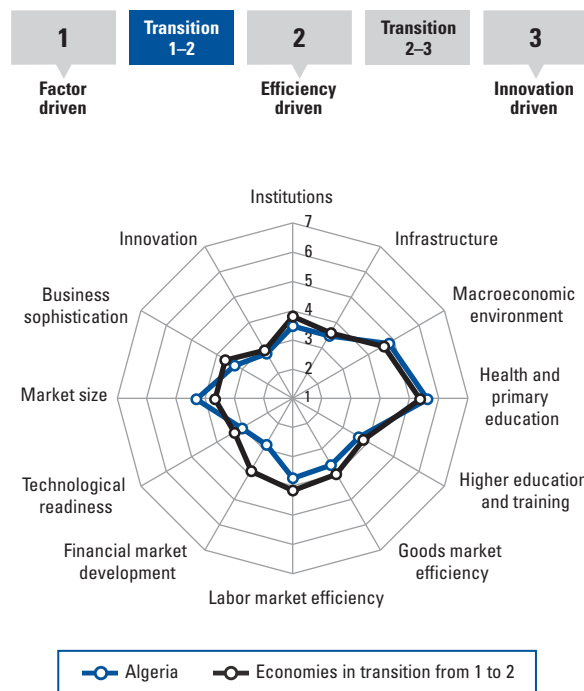 1
Transition
1–2
2
Transition
2–3
3
Factor
driven
Efficiency
driven
Innovation
driven
Institutions
7
6
5
4
3
2
1
Infrastructure
Macroeconomic
environment
Health and
primary
education
Higher education
and training
Goods market
efficiency
Labor market efficiency
Financial market
development
Technological
readiness
Market size
Business
sophistication
Innovation
Algeria
Economies in transition from 1 to 2